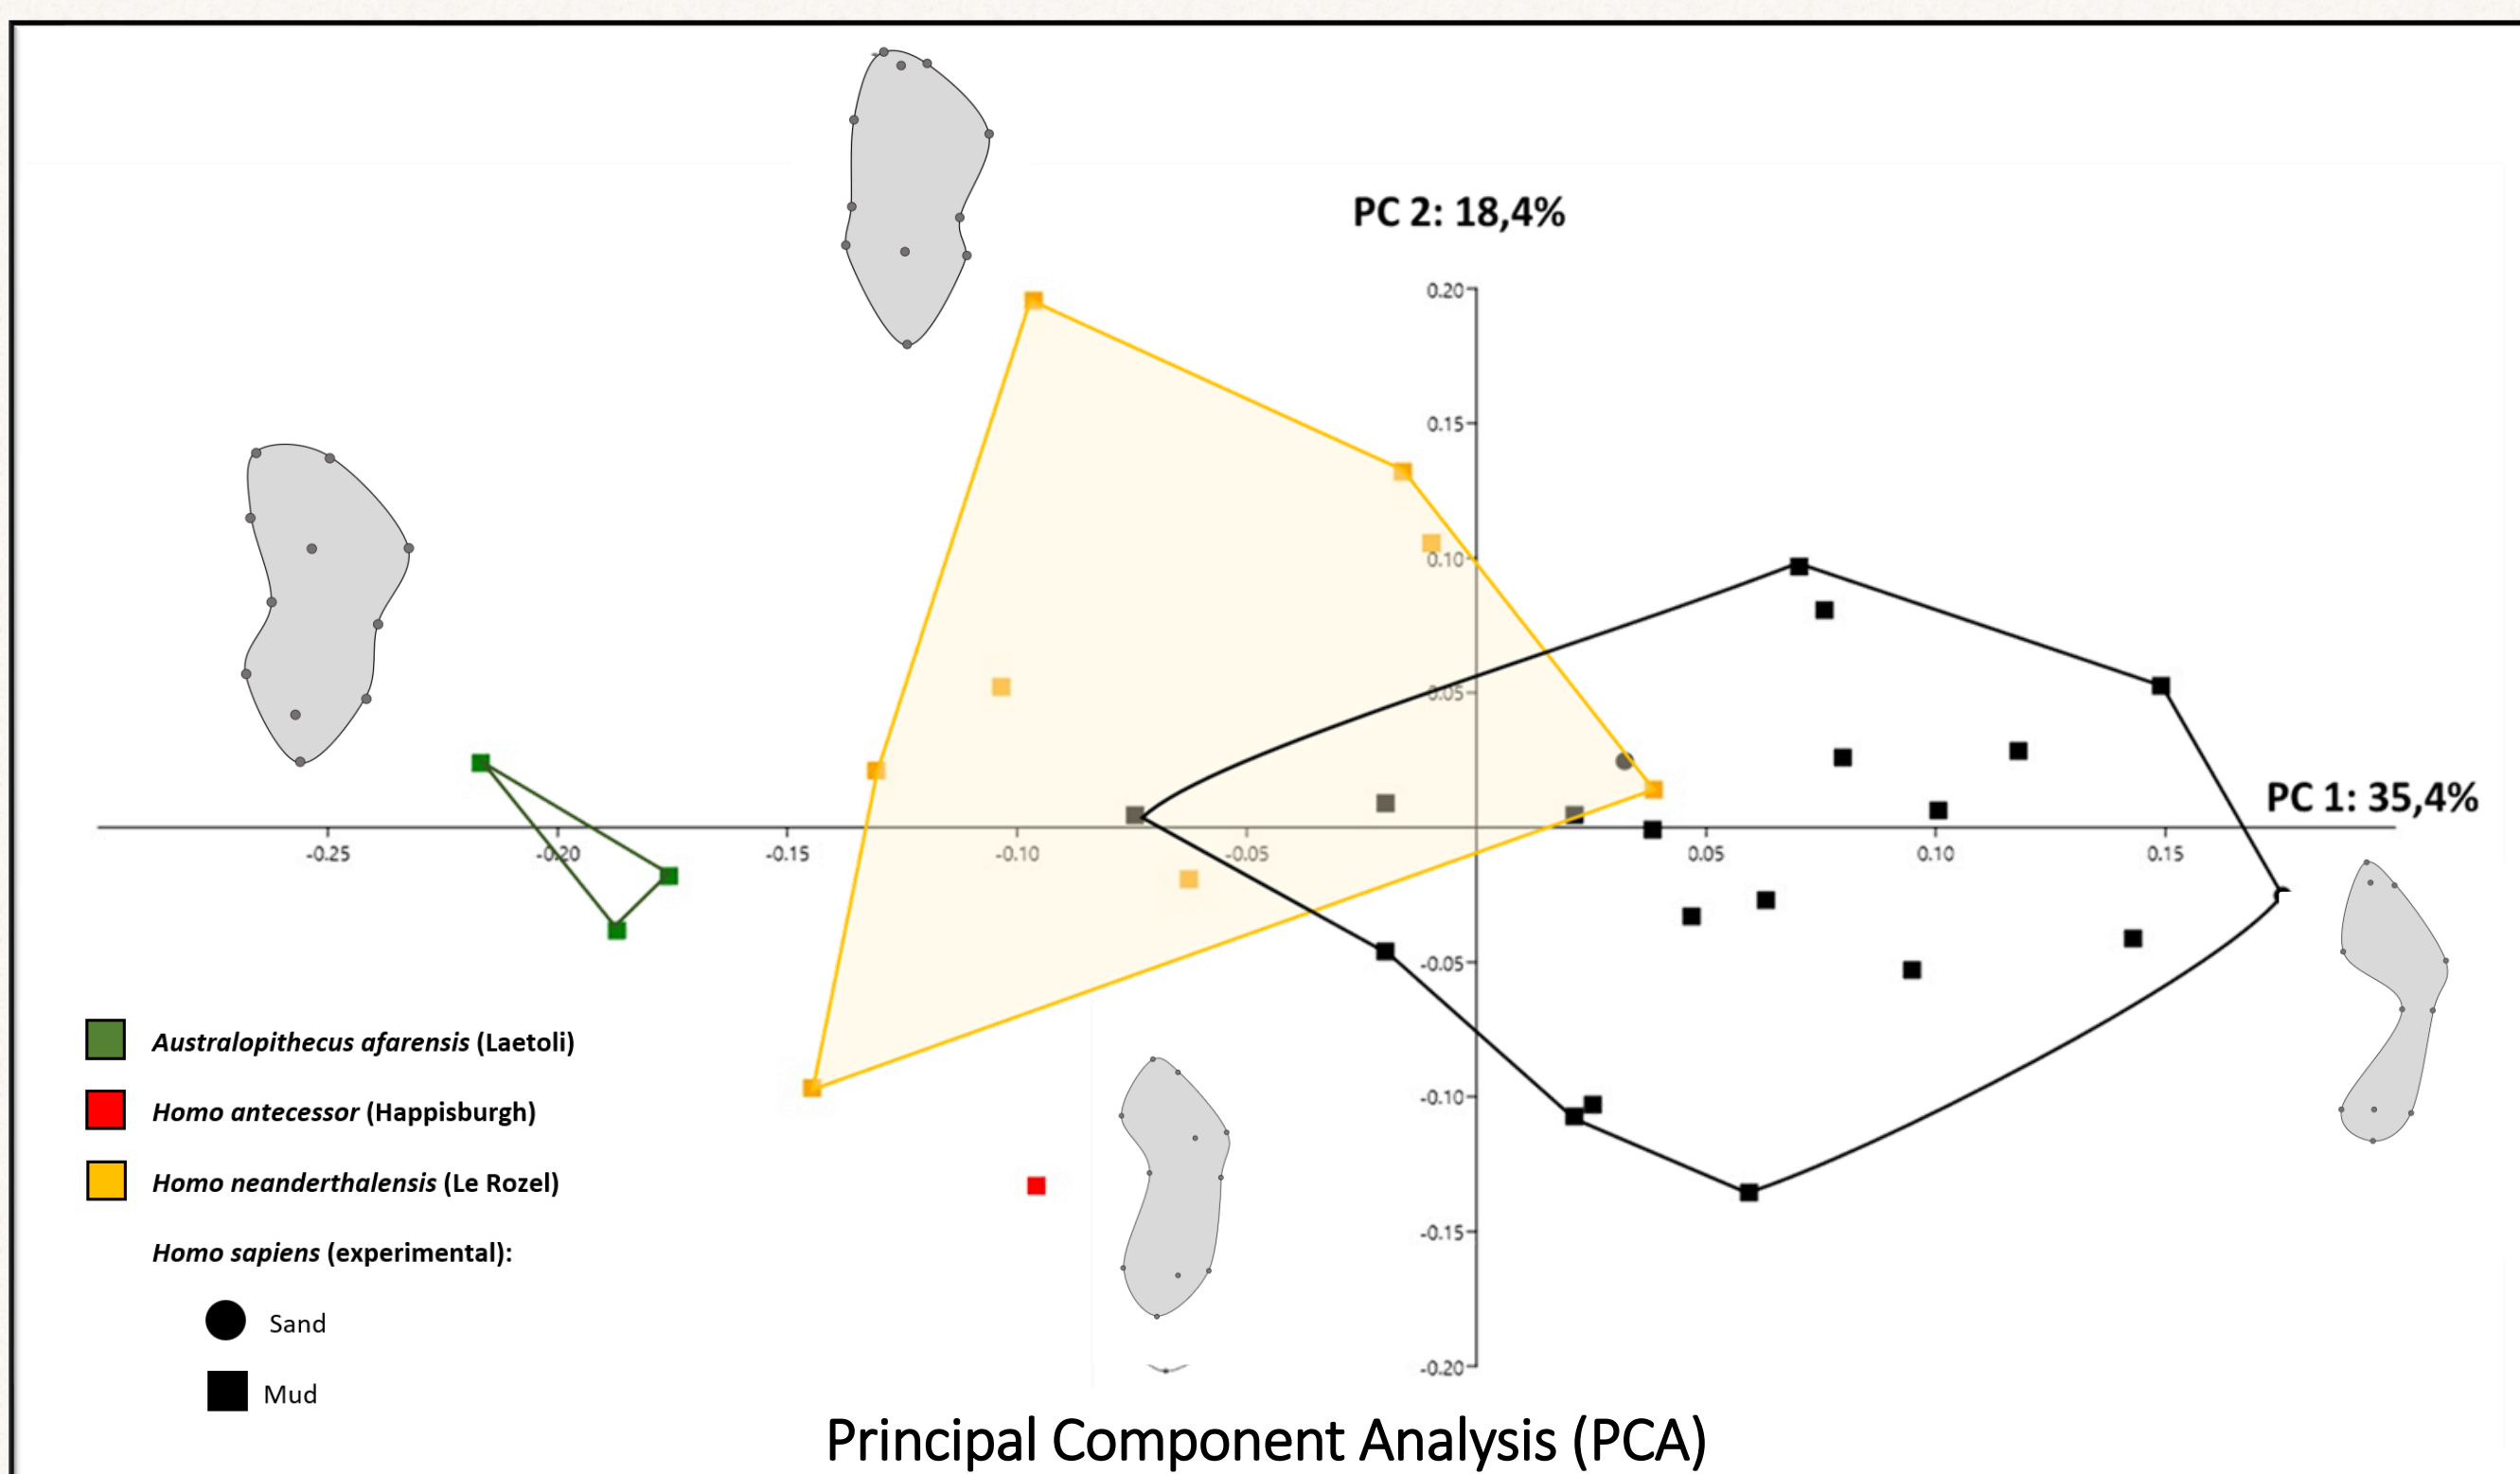 PC 2: 18,4%
0.20
0.15
0.10
0.05
PC 1: 35,4%
-0.25
-0.20
-0.15
-0.10
-0.05
0.05
0.10
0.15
-0.05
-0.10
-0.15
-0.20
Australopithecus afarensis (Laetoli)
Homo antecessor (Happisburgh)
Homo neanderthalensis (Le Rozel)
Homo sapiens (experimental):
Sand
Mud
Principal Component Analysis (PCA)